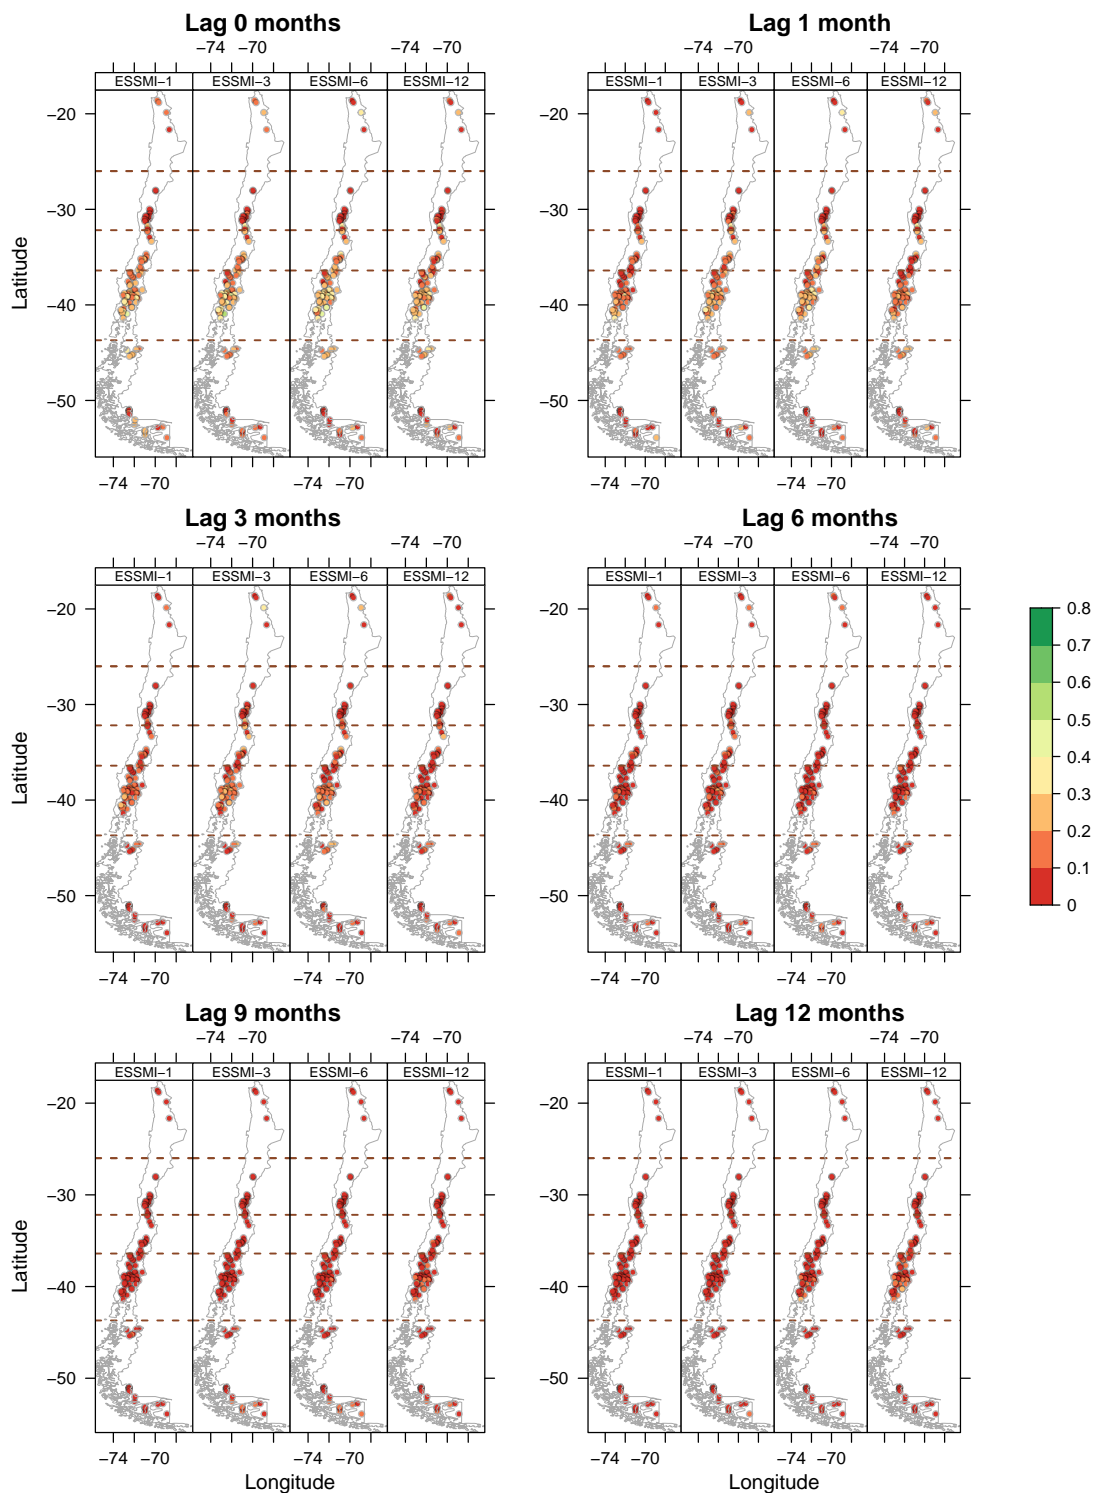 Lag 0 months Lag 1 month
−74 −70 −74 −70 −74 −70
ESSMI−1 ESSMI−3 ESSMI−6 ESSMI−12 ESSMI−1 ESSMI−3 ESSMI−6 ESSMI−12
−20 −20
−30 −30
Latitude
−40 −40
−50 −50
−74 −70 −74 −70 −74 −70 −74 −70
Lag 3 months Lag 6 months
−74 −70 −74 −70 −74 −70 −74 −70
ESSMI−1 ESSMI−3 ESSMI−6 ESSMI−12 ESSMI−1 ESSMI−3 ESSMI−6 ESSMI−12
−20 −20
−30 −30
Latitude
−40 −40
−50 −50
−74 −70 −74 −70 −74 −70 −74 −70
0.8
0.7
0.6
0.5
0.4
0.3
0.2
0.1
0
Lag 9 months Lag 12 months
−74 −70 −74 −70 −74 −70 −74 −70
ESSMI−1 ESSMI−3 ESSMI−6 ESSMI−12 ESSMI−1 ESSMI−3 ESSMI−6 ESSMI−12
−20 −20
−30 −30
Latitude
−40 −40
−50 −50
−74 −70 −74 −70 −74 −70 −74 −70
Longitude Longitude